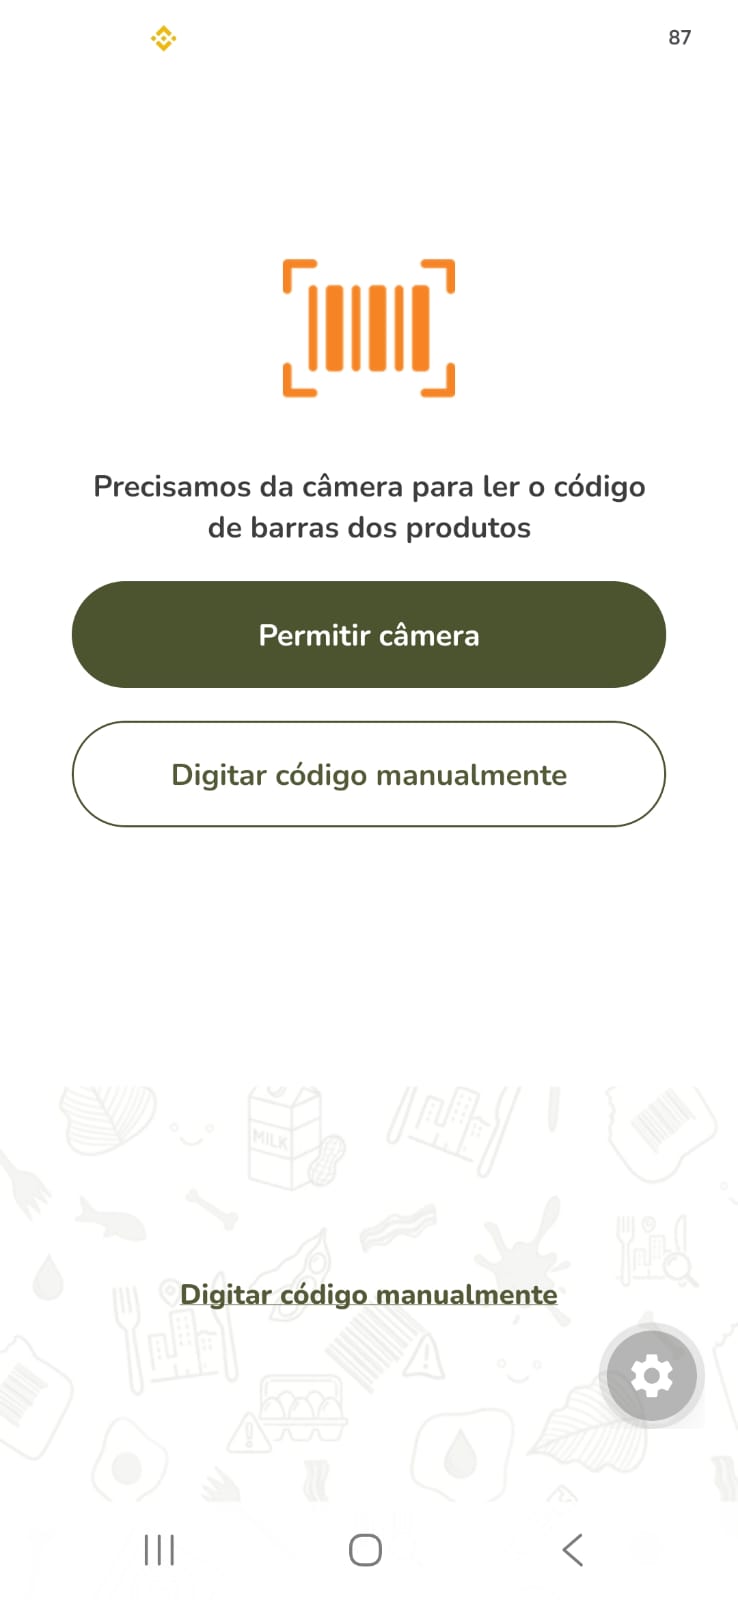 87
Precisamos da câmera para ler o código
de barras dos produtos
Permitir câmera
Digitar código manualmente
MILK
Digitar código manualmente